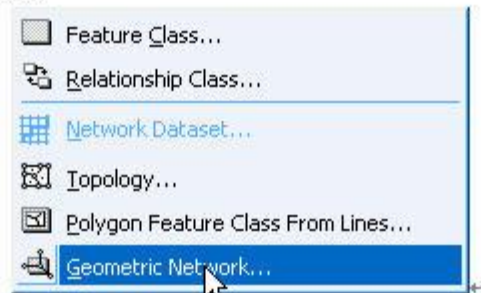 Feature Class...
Relationship Class...
Network Dataset...
Topology...
Polygon Feature Class From Lines...
Geometric Network...